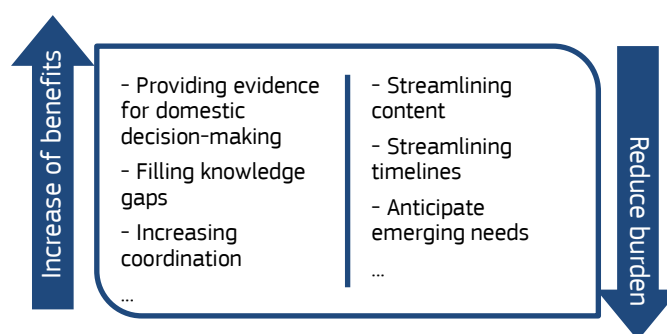 Increase of benefits
- Providing evidence
for domestic
decision-making
- Filling knowledge
gaps
- Increasing
coordination
...
- Streamlining
content
- Streamlining
timelines
- Anticipate
emerging needs
...
Reduce burden